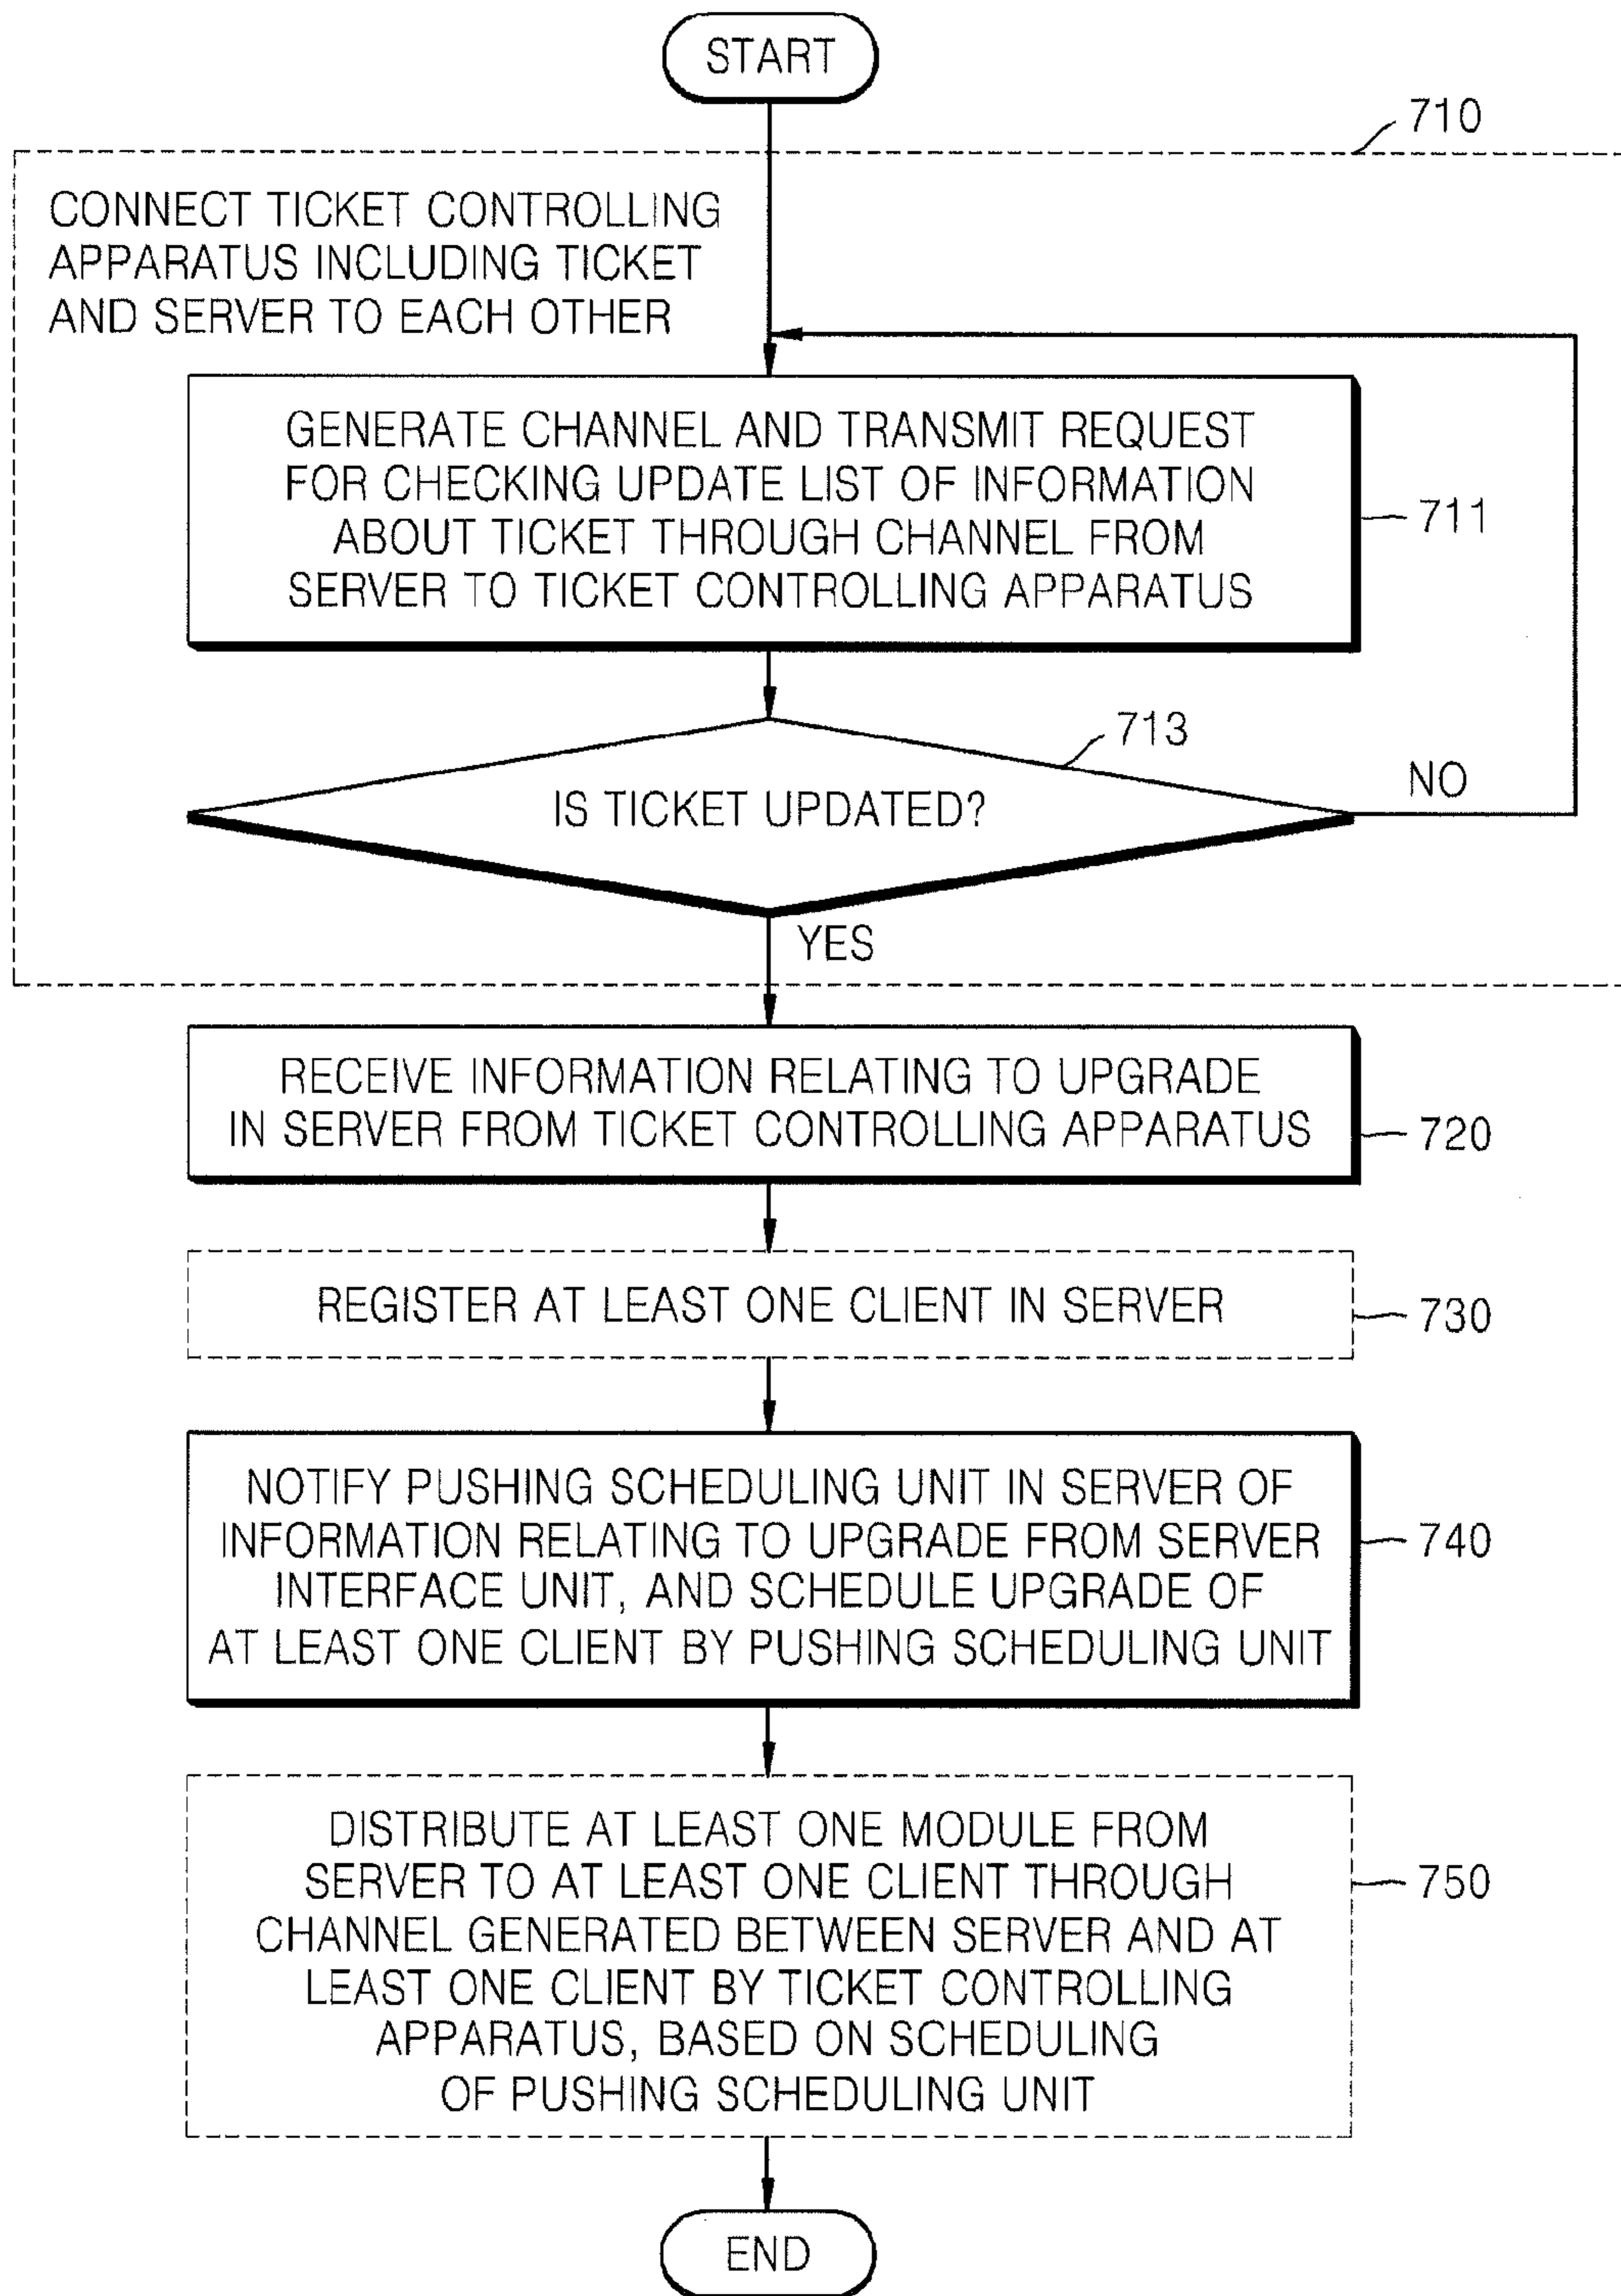 START
710
CONNECT TICKET CONTROLLING
APPARATUS INCLUDING TICKET
AND SERVER TO EACH OTHER
GENERATE CHANNEL AND TRANSMIT REQUEST
FOR CHECKING UPDATE LIST OF INFORMATION
ABOUT TICKET THROUGH CHANNEL FROM
SERVER TO TICKET CONTROLLING APPARATUS
711
713
IS TICKET UPDATED?
NO
YES
RECEIVE INFORMATION RELATING TO UPGRADE
IN SERVER FROM TICKET CONTROLLING APPARATUS
720
REGISTER AT LEAST ONE CLIENT IN SERVER
730
NOTIFY PUSHING SCHEDULING UNIT IN SERVER OF
INFORMATION RELATING TO UPGRADE FROM SERVER
INTERFACE UNIT, AND SCHEDULE UPGRADE OF
AT LEAST ONE CLIENT BY PUSHING SCHEDULING UNIT
740
DISTRIBUTE AT LEAST ONE MODULE FROM
SERVER TO AT LEAST ONE CLIENT THROUGH
CHANNEL GENERATED BETWEEN SERVER AND AT
LEAST ONE CLIENT BY TICKET CONTROLLING
APPARATUS, BASED ON SCHEDULING
OF PUSHING SCHEDULING UNIT
750
END